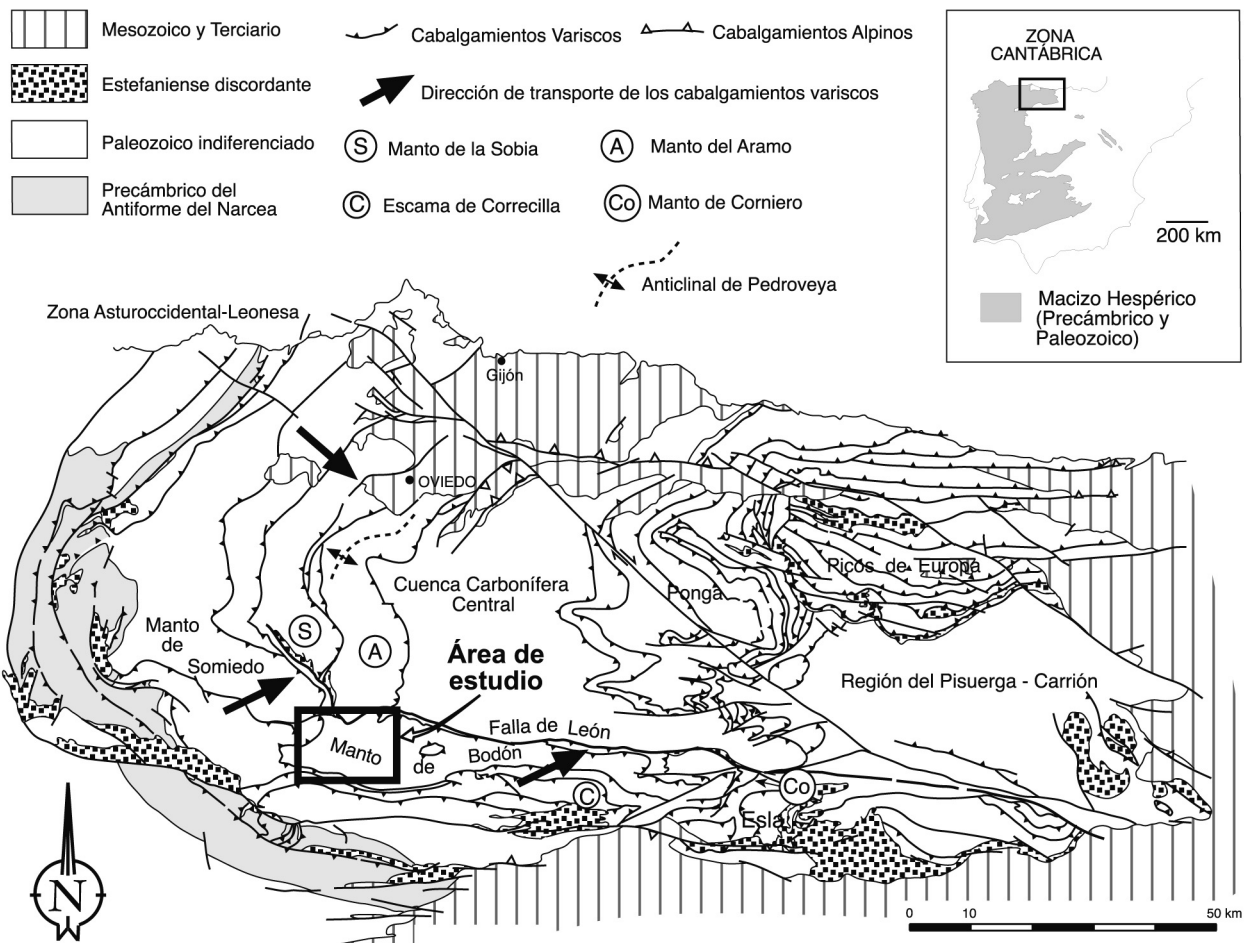 Mesozoico y Terciario
Cabalgamientos Variscos
Cabalgamientos Alpinos
Estefaniense discordante
Dirección de transporte de los cabalgamientos variscos
Paleozoico indiferenciado
S
Manto de la Sobia
A
Manto del Aramo
Precámbrico del
Antiforme del Narcea
C
Escama de Correcilla
Co
Manto de Corniero
Anticlinal de Pedroveya
ZONA
CANTÁBRICA
200 km
Macizo Hespérico
(Precámbrico y
Paleozoico)
Zona Asturoccidental-Leonesa
Gijón
OVIEDO
Cuenca Carbonífera
Central
Ponga
Picos de Europa
Manto
de
Somiedo
S
A
Área de
estudio
Región del Pisuerga - Carrión
Falla de León
Manto
de
Bodón
C
Co
Esla
N
0 10 50 km